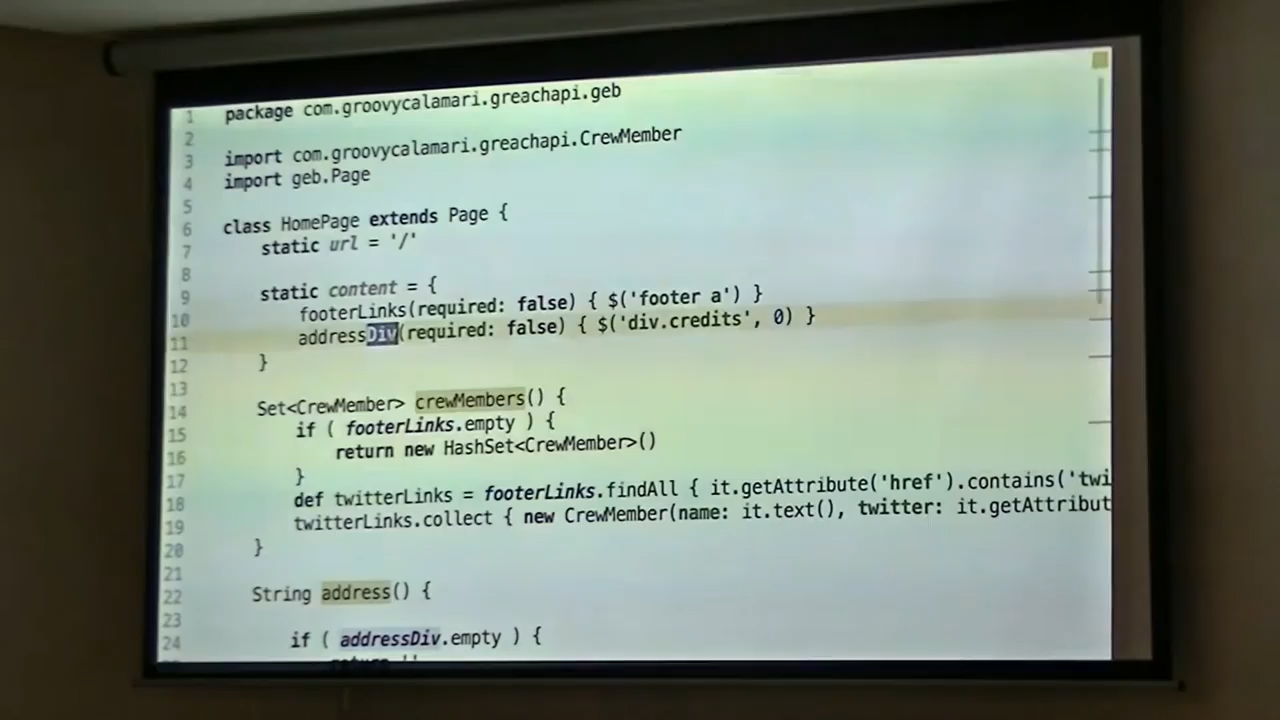 1 package com.groovycalamari.greachapi.geb
2
3 import com.groovycalamari.greachapi.CrewMember
4 import geb.Page
5
6 class HomePage extends Page {
7 static url = '/'
8
9 static content = {
10 footerLinks(required: false) { $('footer a') }
11 addressDiv(required: false) { $('div.credits', 0) }
12 }
13
14 Set<CrewMember> crewMembers() {
15 if ( footerLinks.empty ) {
16 return new HashSet<CrewMember>()
17 }
18 def twitterLinks = footerLinks.findAll { it.getAttribute('href').contains('twi
19 twitterLinks.collect { new CrewMember(name: it.text(), twitter: it.getAttribut
20 }
21
22 String address() {
23
24 if ( addressDiv.empty ) {
return ''